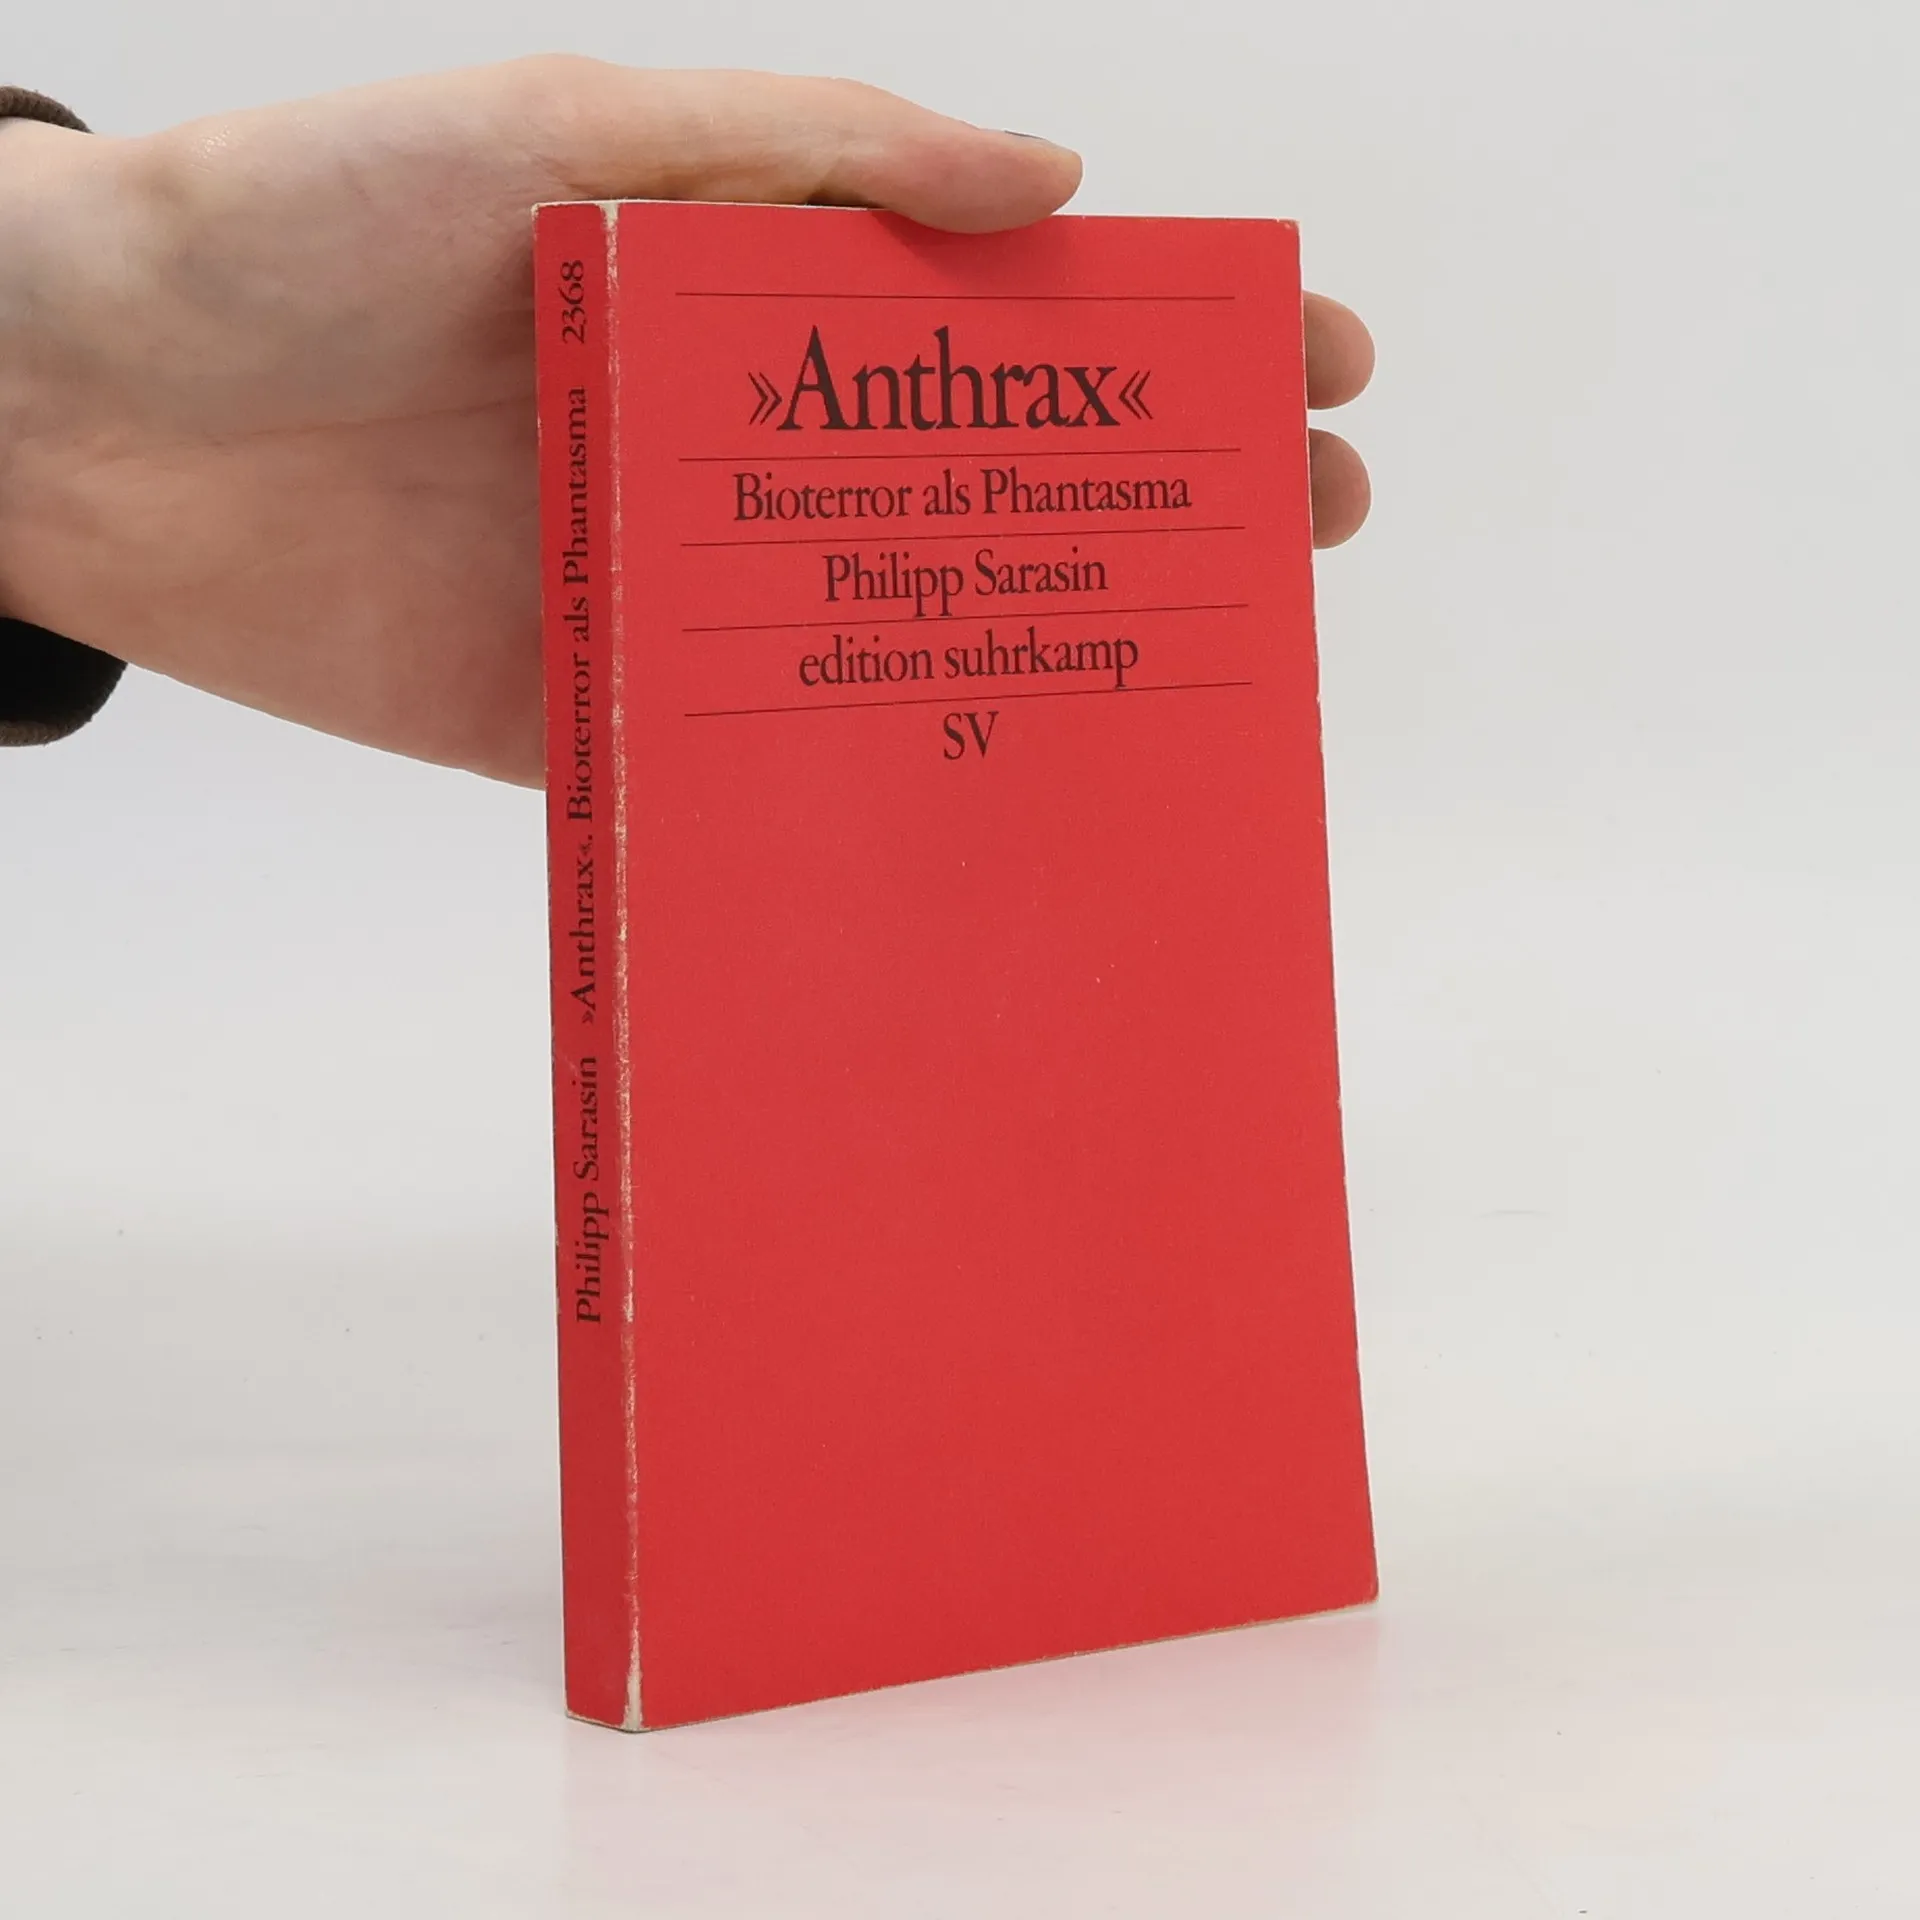 »Anthrax«
Bioterror als Phantasma
Philipp Sarasin
edition suhrkamp
SV
Philipp Sarasin »Anthrax«. Bioterror als Phantasma 2368